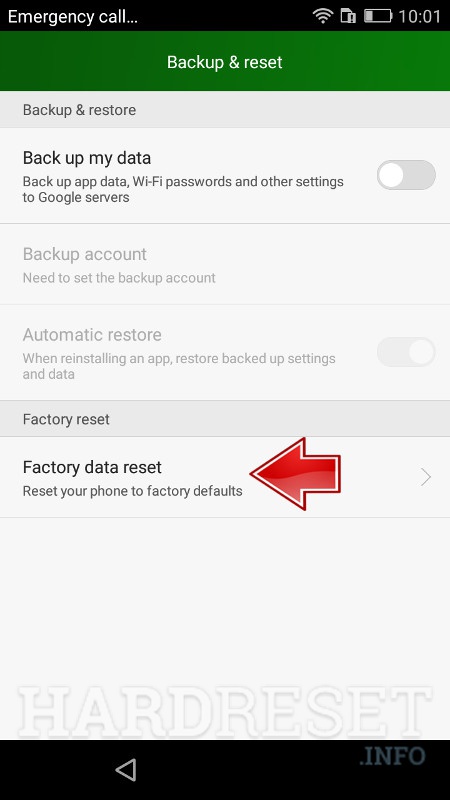 Emergency call...
10:01
Backup & reset
Backup & restore
Back up my data
Back up app data, Wi-Fi passwords and other settings
to Google servers
Backup account
Need to set the backup account
Automatic restore
When reinstalling an app, restore backed up settings
and data
Factory reset
Factory data reset
Reset your phone to factory defaults
HARDRESET
.INFO